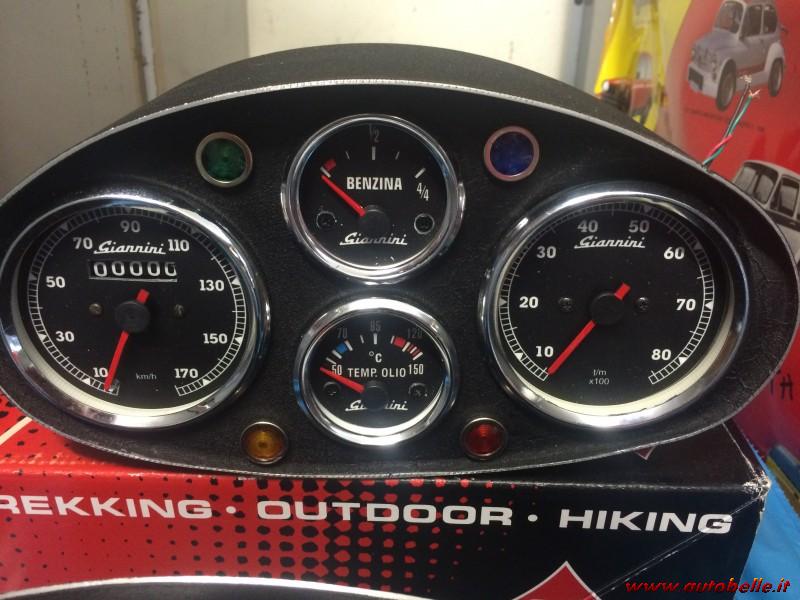 1/2
BENZINA
4/4
Giannini
90
70
Giannini
110
00000
50
130
30
150
10
km/h
170
70
85
120
°C
50
TEMP. OLIO
150
Giannini
40
50
30
Giannini
60
20
70
10
f/m
x100
80
REKKING · OUTDOOR · HIKING
www.autobelle.it